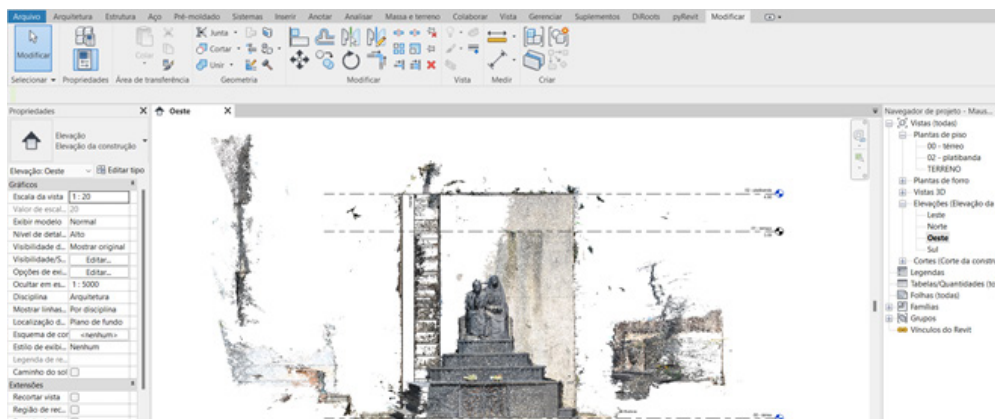 Arquivo Arquitetura Estrutura Aço Pré-moldado Sistemas Inserir Anotar Analisar Massa e terreno Colaborar Vista Gerenciar Suplementos DiRoots pyRevit Modificar
Modificar
Colar
Junta
Cortar
Unir
Selecionar Propriedades Área de transferência Geometria Modificar Vista Medir Criar
Propriedades
Elevação
Elevação da construção
Elevação: Oeste Editar tipo
Gráficos
Escala da vista 1 : 20
Valor de escal... 20
Exibir modelo Normal
Nível de detal... Alto
Visibilidade d... Mostrar original
Visibilidade/S... Editar...
Opções de exi... Editar...
Ocultar em es... 1 : 5000
Disciplina Arquitetura
Mostrar linhas... Por disciplina
Localização d... Plano de fundo
Esquema de cor <nenhum>
Estilo de exibi... Nenhum
Legenda de re...
Caminho do sol
Extensões
Recortar vista
Região de rec...
Oeste
Navegador de projeto - Maus...
Vistas (todas)
Plantas de piso
00 - térreo
02 - platibanda
TERRENO
Plantas de forro
Vistas 3D
Elevações (Elevação da
Leste
Norte
Oeste
Sul
Cortes (Corte da constru
Legendas
Tabelas/Quantidades (to
Folhas (todas)
Famílias
Grupos
Vínculos do Revit